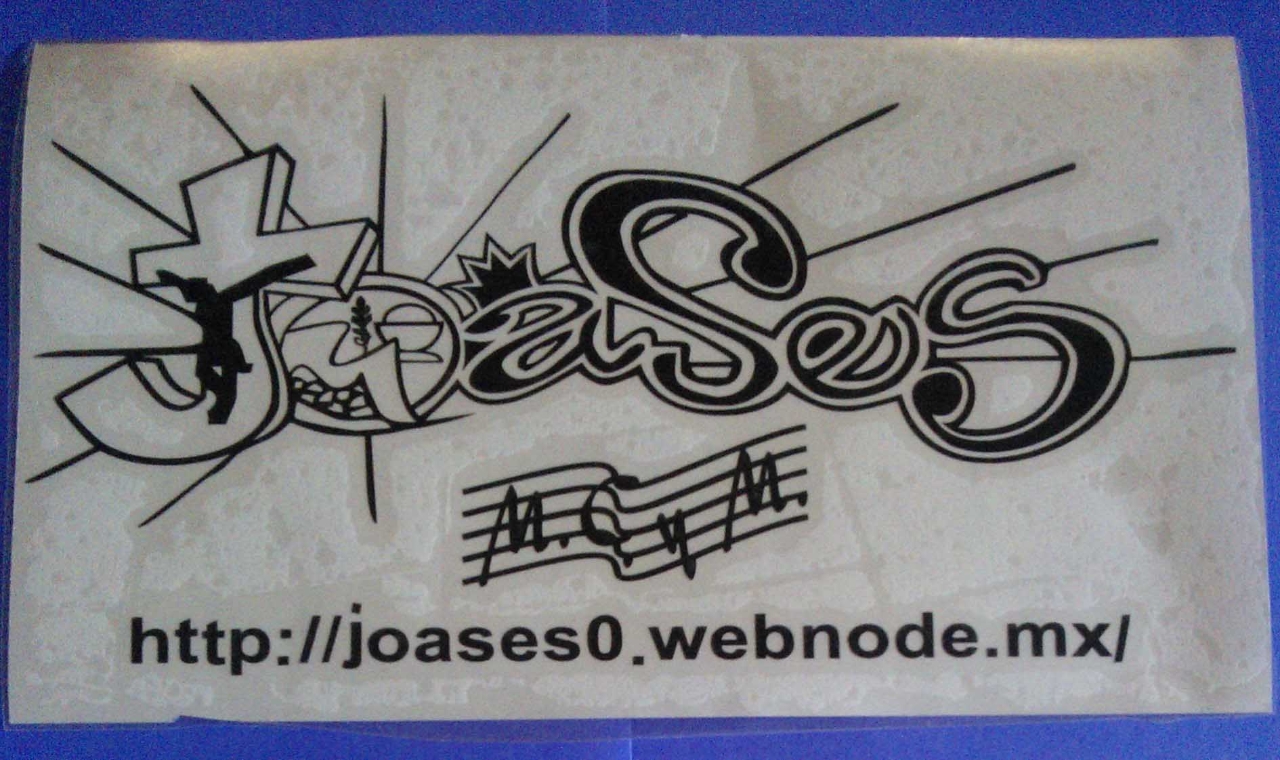 JoaSeS
M. C y M.
http://joases0.webnode.mx/